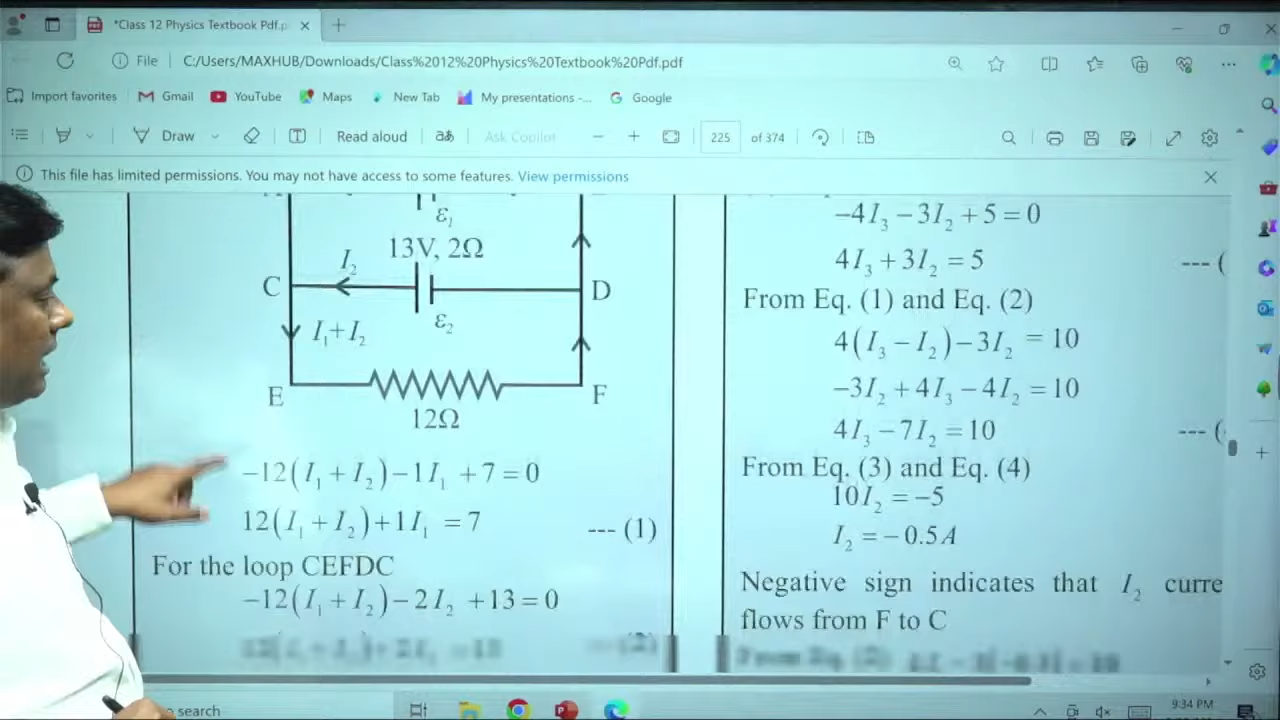 *Class 12 Physics Textbook Pdf.p
File
C:/Users/MAXHUB/Downloads/Class%2012%20Physics%20Textbook%20Pdf.pdf
Import favorites
Gmail
YouTube
Maps
New Tab
My presentations -...
Google
Draw
Read aloud
aあ
Ask Copilot
225
of 374
This file has limited permissions. You may not have access to some features. View permissions
ε₁
13V, 2Ω
I₂
C
D
ε₂
I₁+I₂
E
F
12Ω
−12(I₁ + I₂) − 1I₁ + 7 = 0
12(I₁ + I₂) + 1I₁ = 7 --- (1)
For the loop CEFDC
−12(I₁ + I₂) − 2I₂ + 13 = 0
−4I₃ − 3I₂ + 5 = 0
4I₃ + 3I₂ = 5 --- (
From Eq. (1) and Eq. (2)
4(I₃ − I₂) − 3I₂ = 10
−3I₂ + 4I₃ − 4I₂ = 10
4I₃ − 7I₂ = 10 --- (
From Eq. (3) and Eq. (4)
10I₂ = −5
I₂ = − 0.5A
Negative sign indicates that I₂ curre
flows from F to C
search
9:34 PM